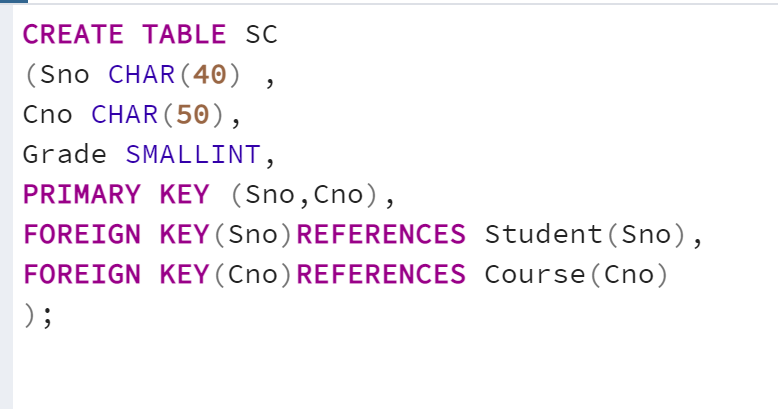 CREATE TABLE SC
(Sno CHAR(40) ,
Cno CHAR(50),
Grade SMALLINT,
PRIMARY KEY (Sno,Cno),
FOREIGN KEY(Sno)REFERENCES Student(Sno),
FOREIGN KEY(Cno)REFERENCES Course(Cno)
);